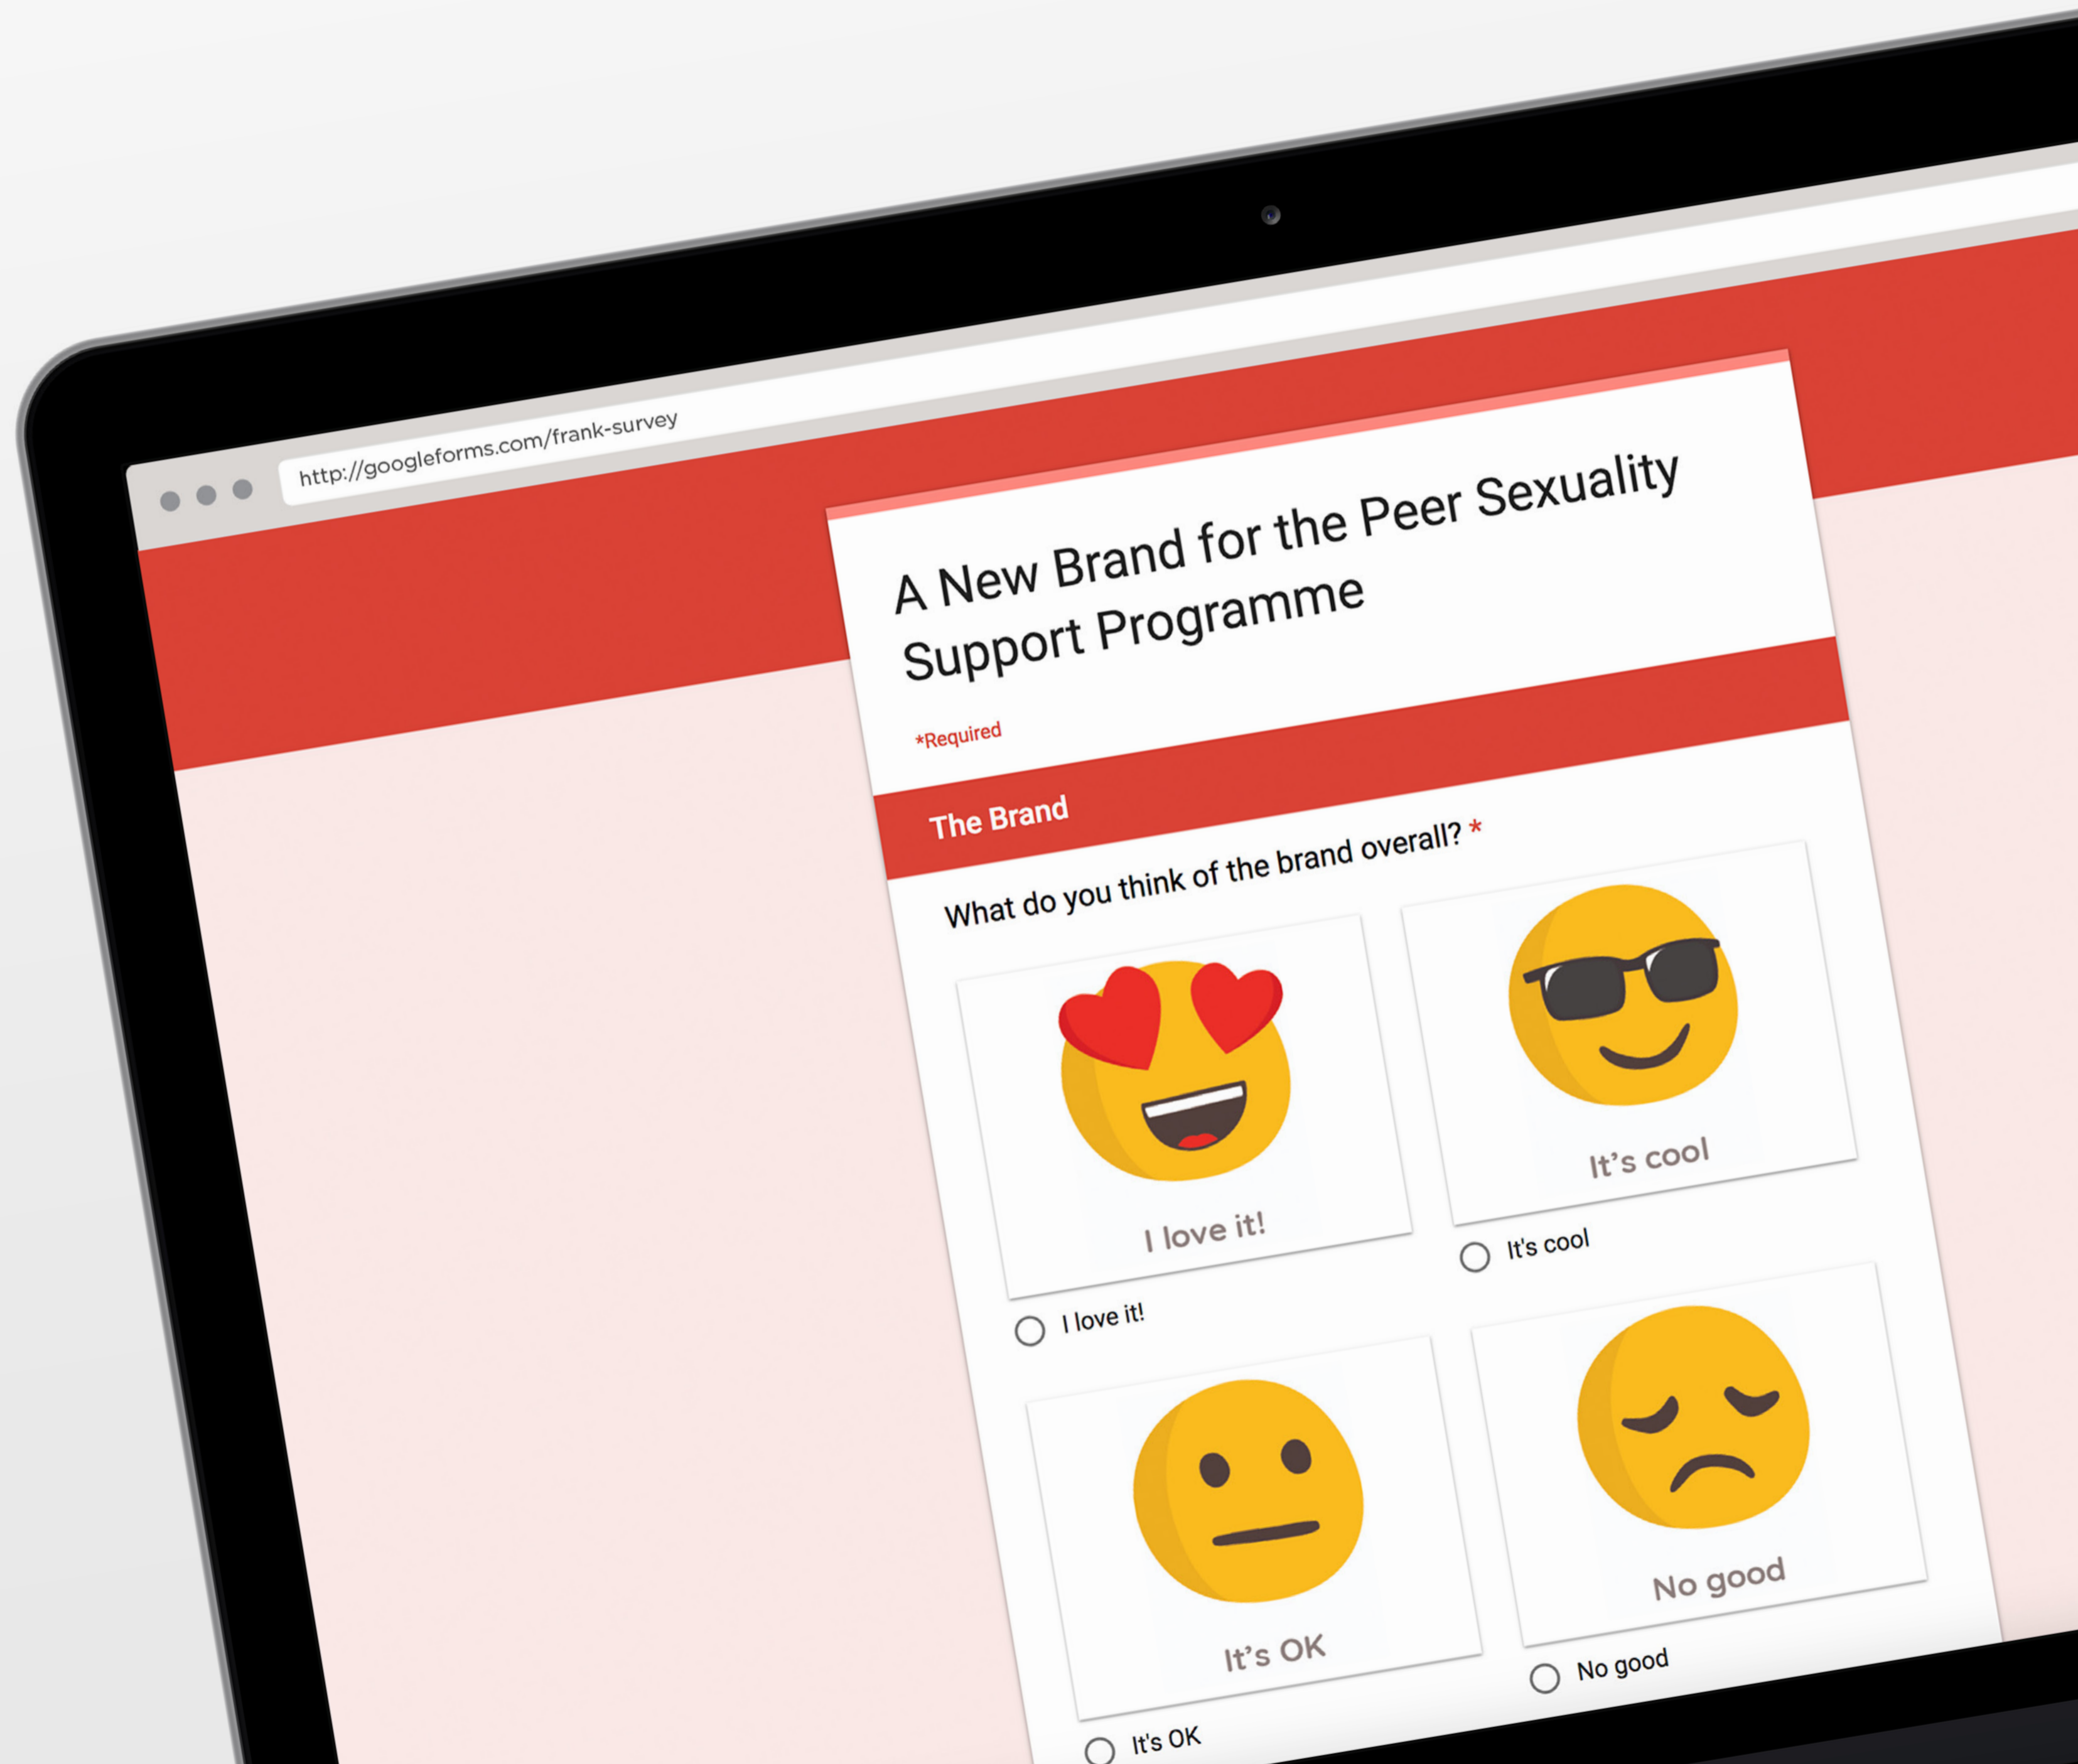 http://googleforms.com/frank-survey
A New Brand for the Peer Sexuality
Support Programme
*Required
The Brand
What do you think of the brand overall? *
I love it!
It's cool
I love it!
It's cool
It's OK
No good
It's OK
No good